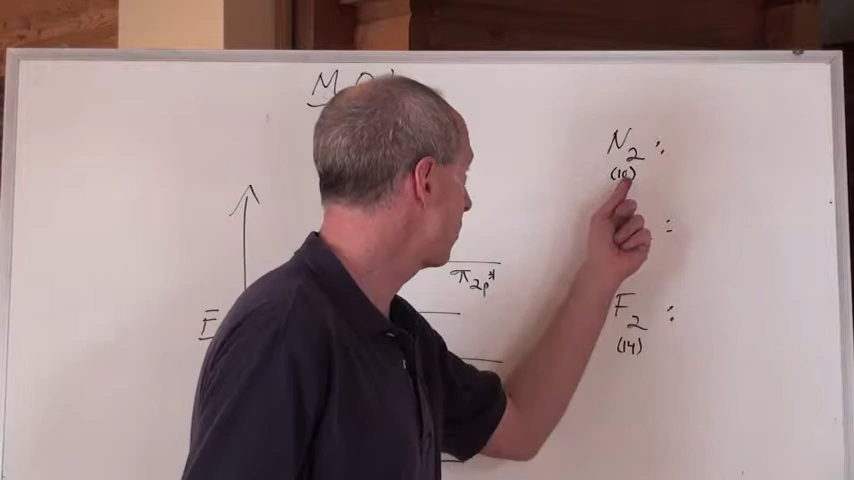 M
E
π2p*
N2 :
(10)
:
F2 :
(14)